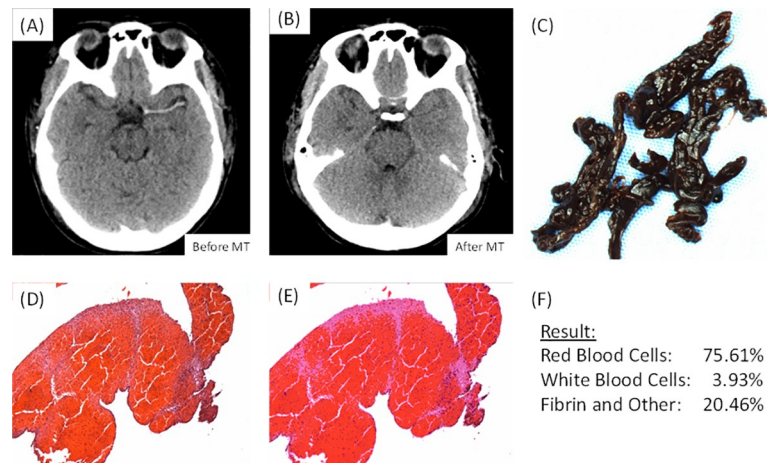 (A)
Before MT
(B)
After MT
(C)
(D)
(E)
(F)
Result:
Red Blood Cells: 75.61%
White Blood Cells: 3.93%
Fibrin and Other: 20.46%